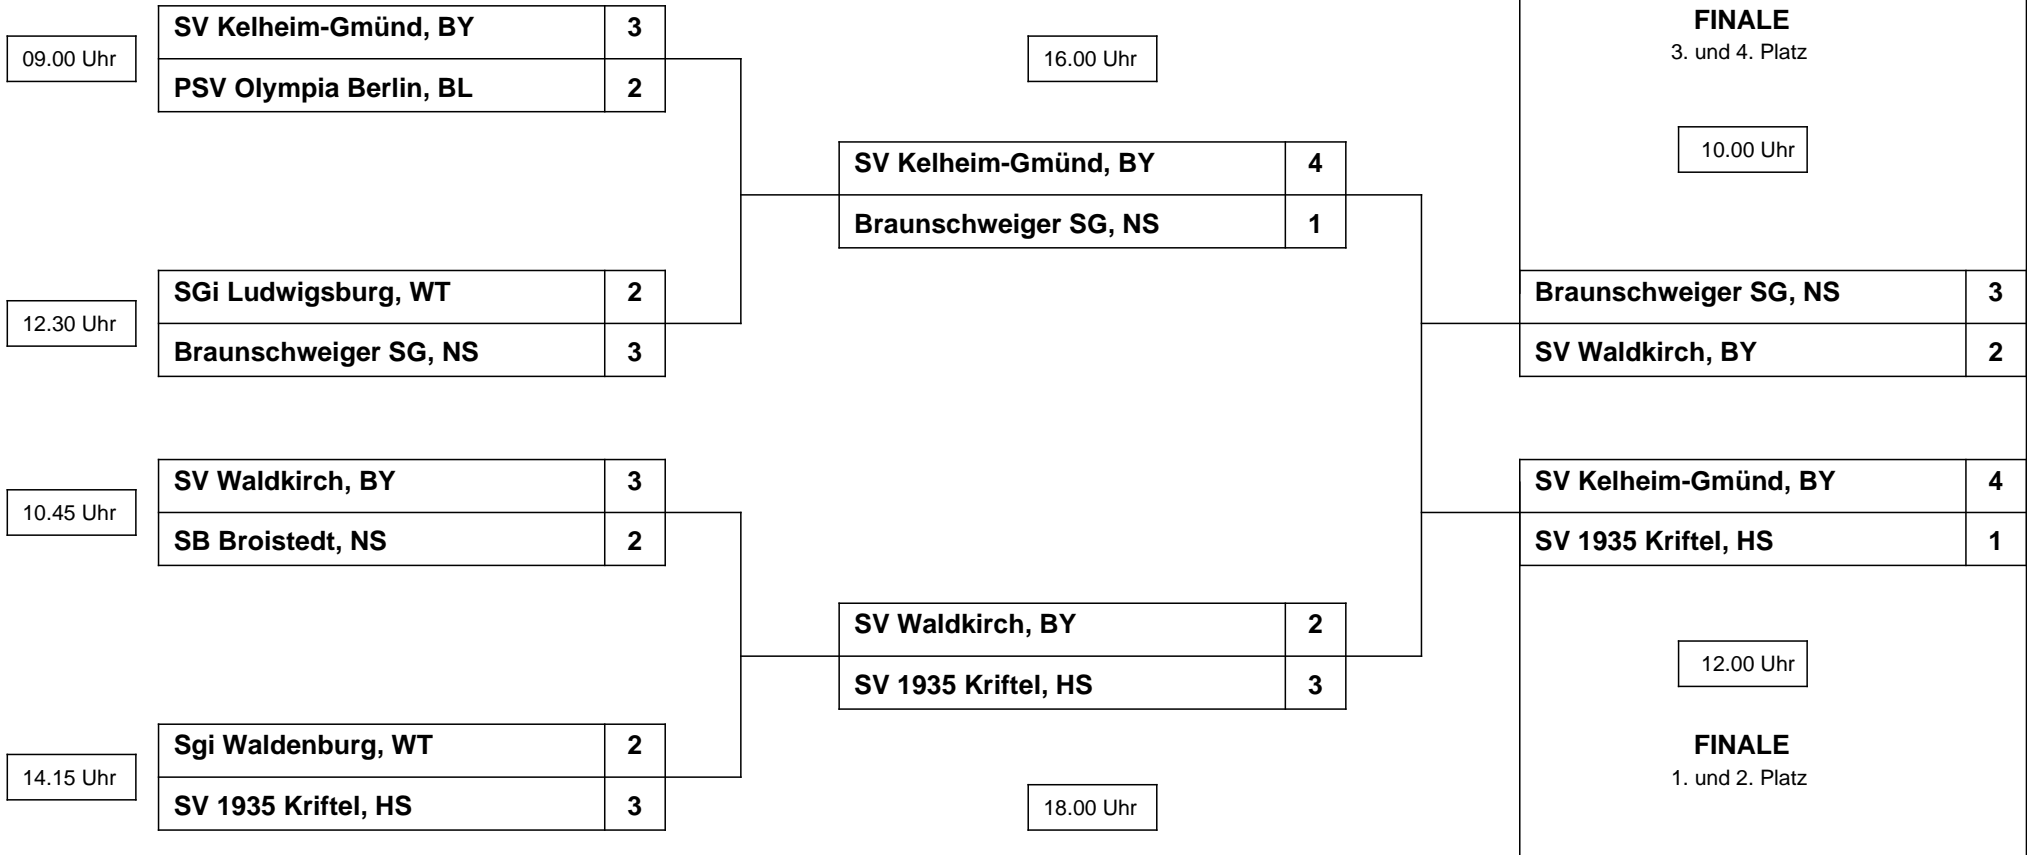 09.00 Uhr
SV Kelheim-Gmünd, BY 3
PSV Olympia Berlin, BL 2
12.30 Uhr
SGi Ludwigsburg, WT 2
Braunschweiger SG, NS 3
10.45 Uhr
SV Waldkirch, BY 3
SB Broistedt, NS 2
14.15 Uhr
Sgi Waldenburg, WT 2
SV 1935 Kriftel, HS 3
16.00 Uhr
SV Kelheim-Gmünd, BY 4
Braunschweiger SG, NS 1
SV Waldkirch, BY 2
SV 1935 Kriftel, HS 3
18.00 Uhr
FINALE
3. und 4. Platz
10.00 Uhr
Braunschweiger SG, NS 3
SV Waldkirch, BY 2
SV Kelheim-Gmünd, BY 4
SV 1935 Kriftel, HS 1
12.00 Uhr
FINALE
1. und 2. Platz